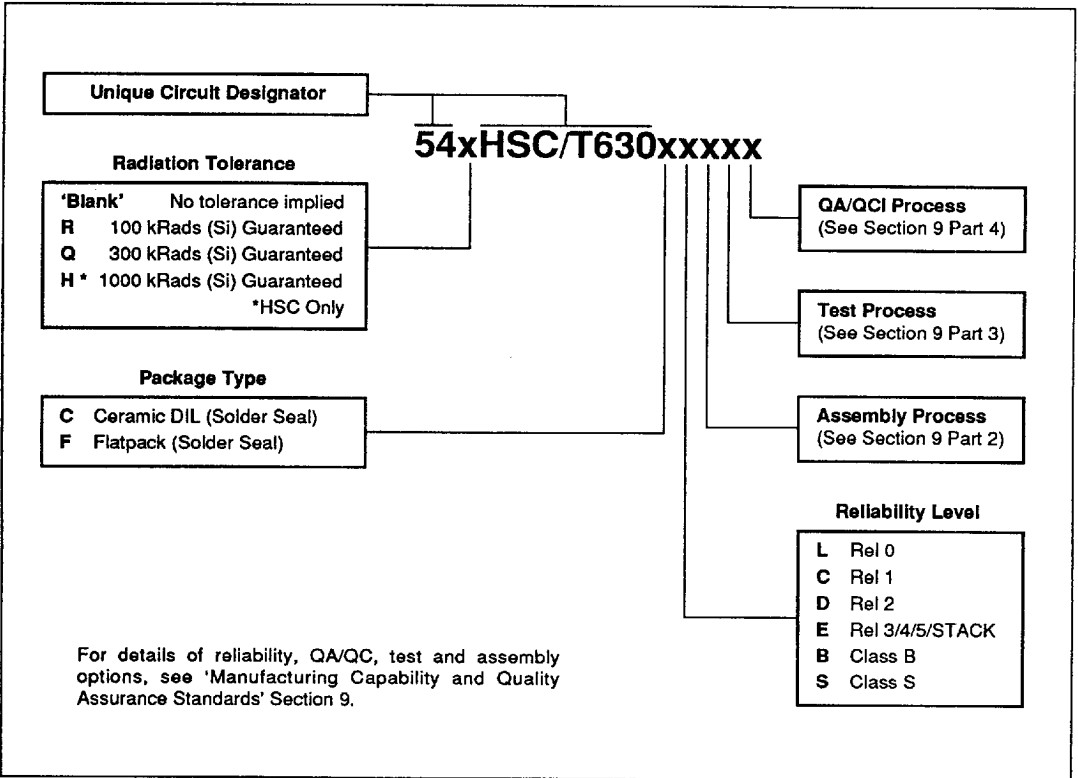 Unique Circuit Designator
54xHSC/T630xxxxx
Radiation Tolerance
'Blank' No tolerance implied
R 100 kRads (Si) Guaranteed
Q 300 kRads (Si) Guaranteed
H * 1000 kRads (Si) Guaranteed
*HSC Only
Package Type
C Ceramic DIL (Solder Seal)
F Flatpack (Solder Seal)
QA/QCI Process
(See Section 9 Part 4)
Test Process
(See Section 9 Part 3)
Assembly Process
(See Section 9 Part 2)
Reliability Level
L Rel 0
C Rel 1
D Rel 2
E Rel 3/4/5/STACK
B Class B
S Class S
For details of reliability, QA/QC, test and assembly
options, see 'Manufacturing Capability and Quality
Assurance Standards' Section 9.